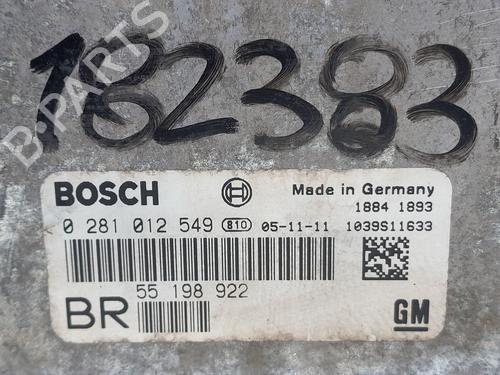 182383
B-PARTS
BOSCH
Made in Germany
1884 1893
0 281 012 549 810 05-11-11 1039S11633
BR 55 198 922
GM